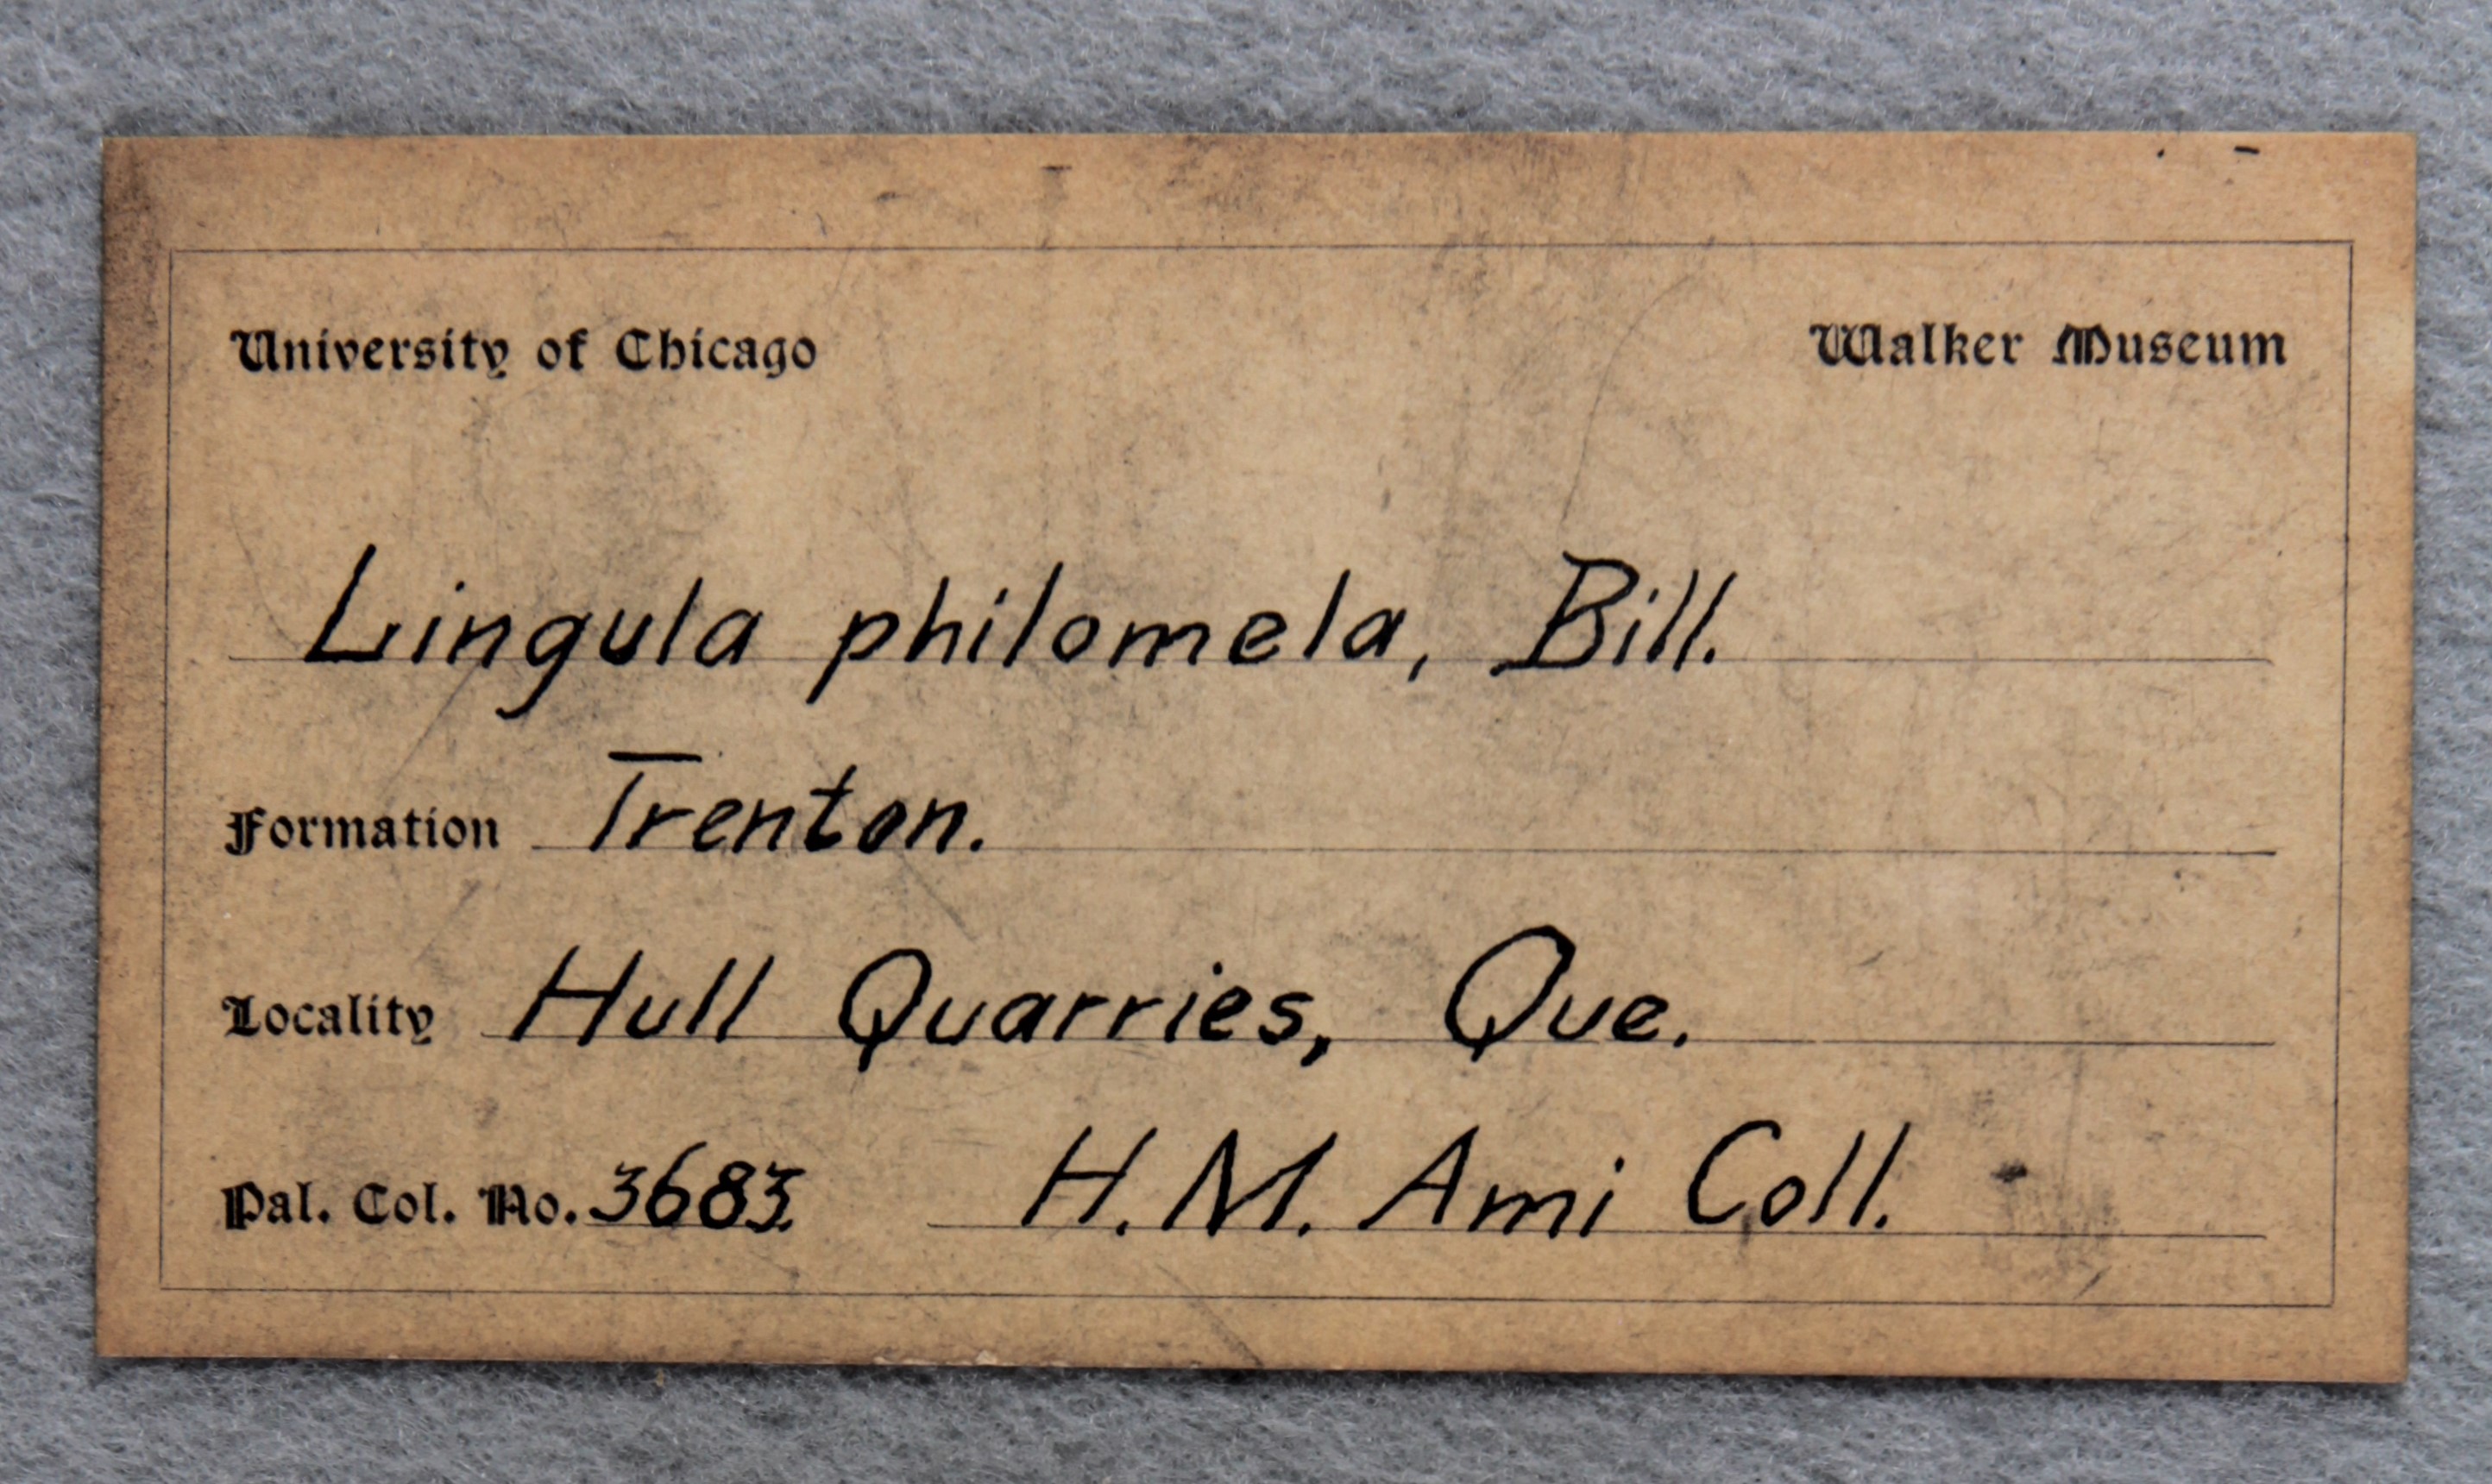 University of Chicago Walker Museum
Lingula philomela, Bill.
Formation Trenton.
Locality Hull Quarries, Que.
Pal. Col. No. 3683. H. M. Ami Coll.